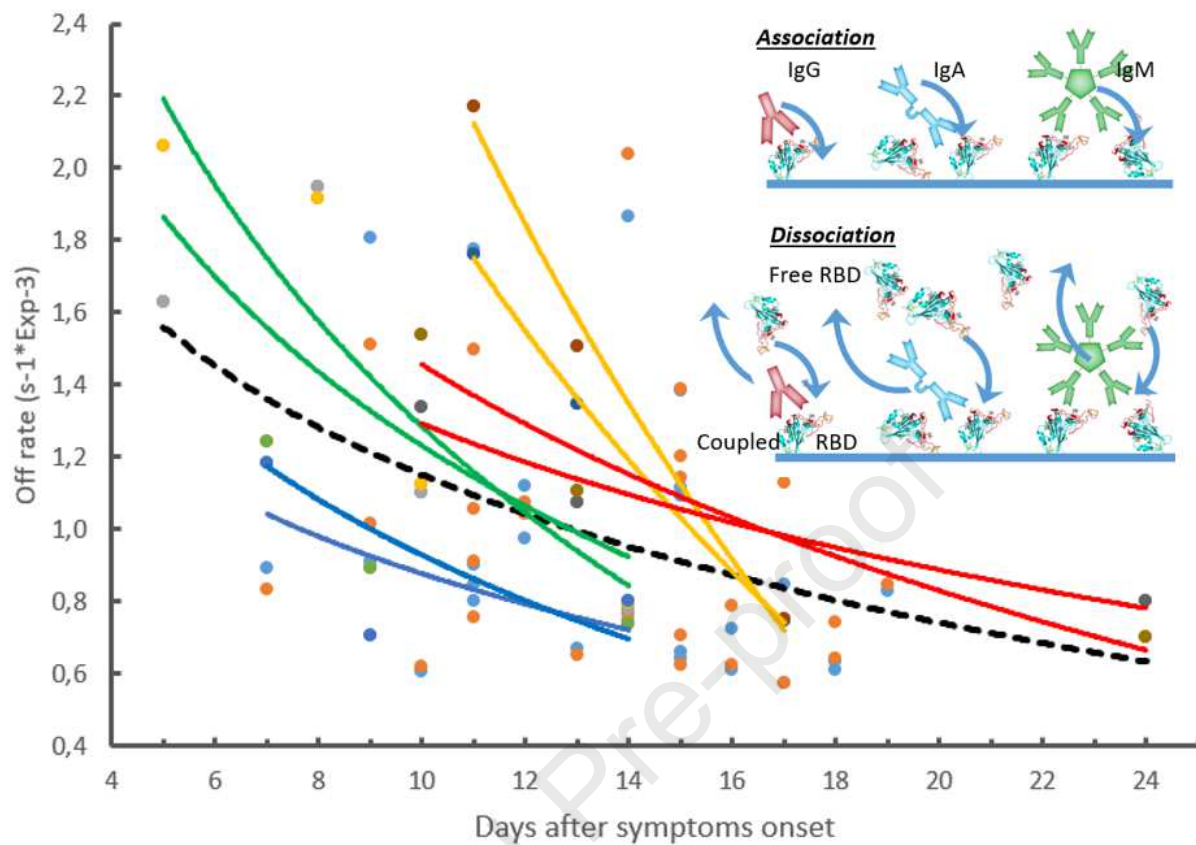 2,4
2,2
2,0
1,8
1,6
1,4
1,2
1,0
0,8
0,6
0,4
Off rate (s-1*Exp-3)
4 6 8 10 12 14 16 18 20 22 24
Days after symptoms onset
Association
IgG IgA IgM
Dissociation
Free RBD
Coupled RBD
Pre-proof